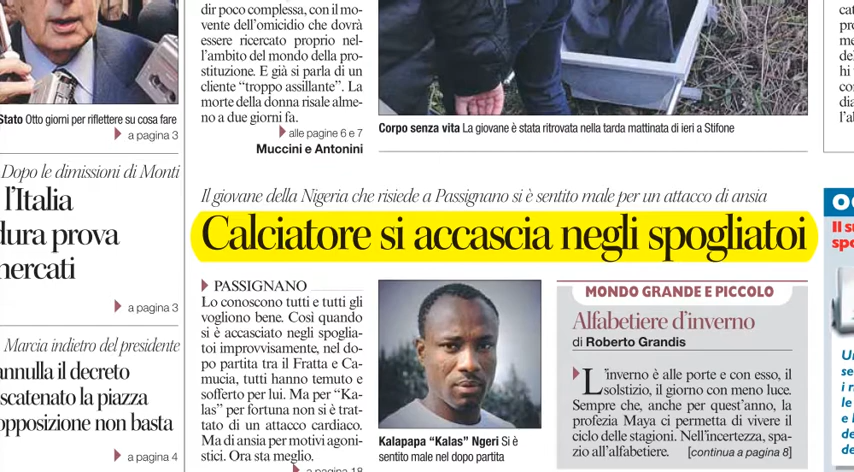 Stato Otto giorni per riflettere su cosa fare
a pagina 3
Dopo le dimissioni di Monti
l'Italia
dura prova
mercati
a pagina 3
Marcia indietro del presidente
annulla il decreto
scatenato la piazza
opposizione non basta
a pagina 4
dir poco complessa, con il mo-
vente dell'omicidio che dovrà
essere ricercato proprio nel-
l'ambito del mondo della pro-
stituzione. E già si parla di un
cliente “troppo assillante”. La
morte della donna risale alme-
no a due giorni fa.
alle pagine 6 e 7
Muccini e Antonini
Corpo senza vita La giovane è stata ritrovata nella tarda mattinata di ieri a Stifone
Il giovane della Nigeria che risiede a Passignano si è sentito male per un attacco di ansia
Calciatore si accascia negli spogliatoi
PASSIGNANO
Lo conoscono tutti e tutti gli
vogliono bene. Così quando
si è accasciato negli spoglia-
toi improvvisamente, nel do-
po partita tra il Fratta e Ca-
mucia, tutti hanno temuto e
sofferto per lui. Ma per “Ka-
las” per fortuna non si è trat-
tato di un attacco cardiaco.
Ma di ansia per motivi agoni-
stici. Ora sta meglio.
a pagina 18
Kalapapa “Kalas” Ngeri Si è
sentito male nel dopo partita
MONDO GRANDE E PICCOLO
Alfabetiere d'inverno
di Roberto Grandis
L'inverno è alle porte e con esso, il
solstizio, il giorno con meno luce.
Sempre che, anche per quest'anno, la
profezia Maya ci permetta di vivere il
ciclo delle stagioni. Nell'incertezza, spa-
zio all'alfabetiere. [continua a pagina 8]